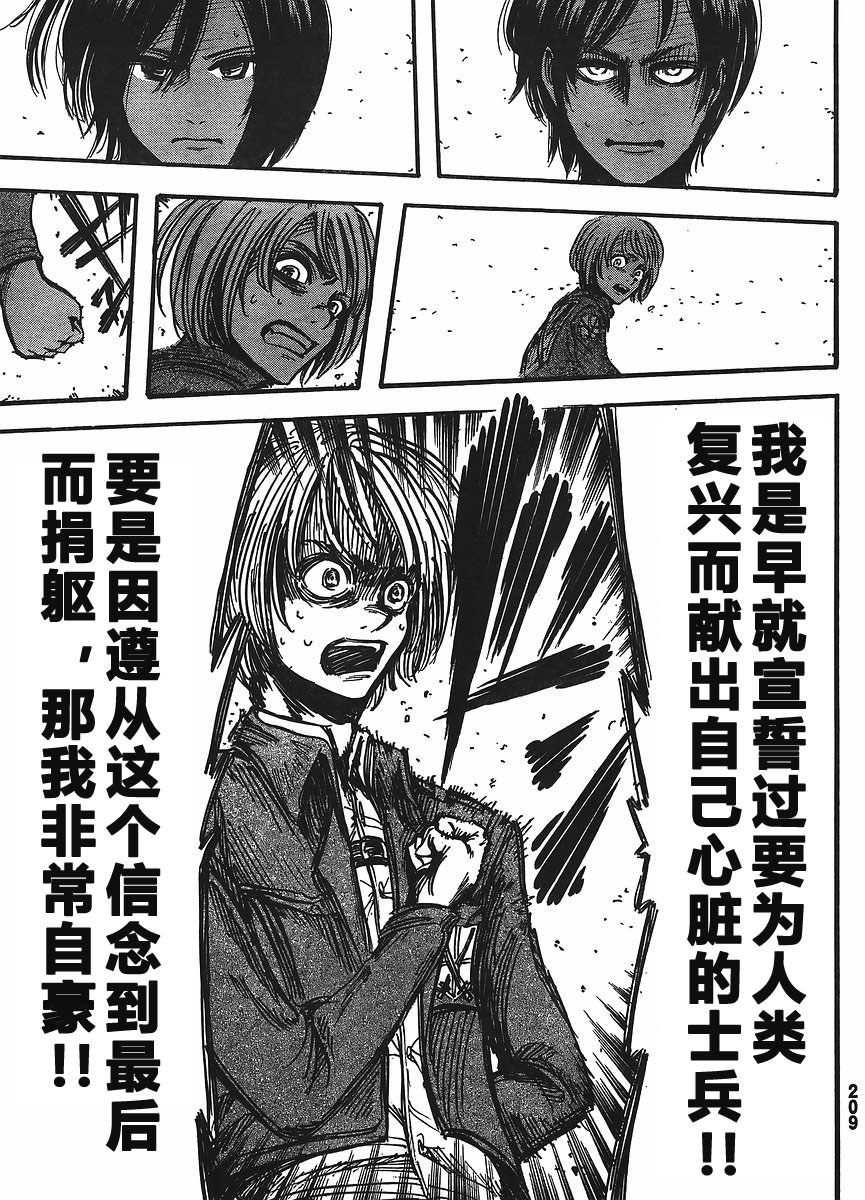 我是早就宣誓过要为人类
复兴而献出自己心脏的士兵!!
要是因遵从这个信念到最后
而捐躯，那我非常自豪!!
209